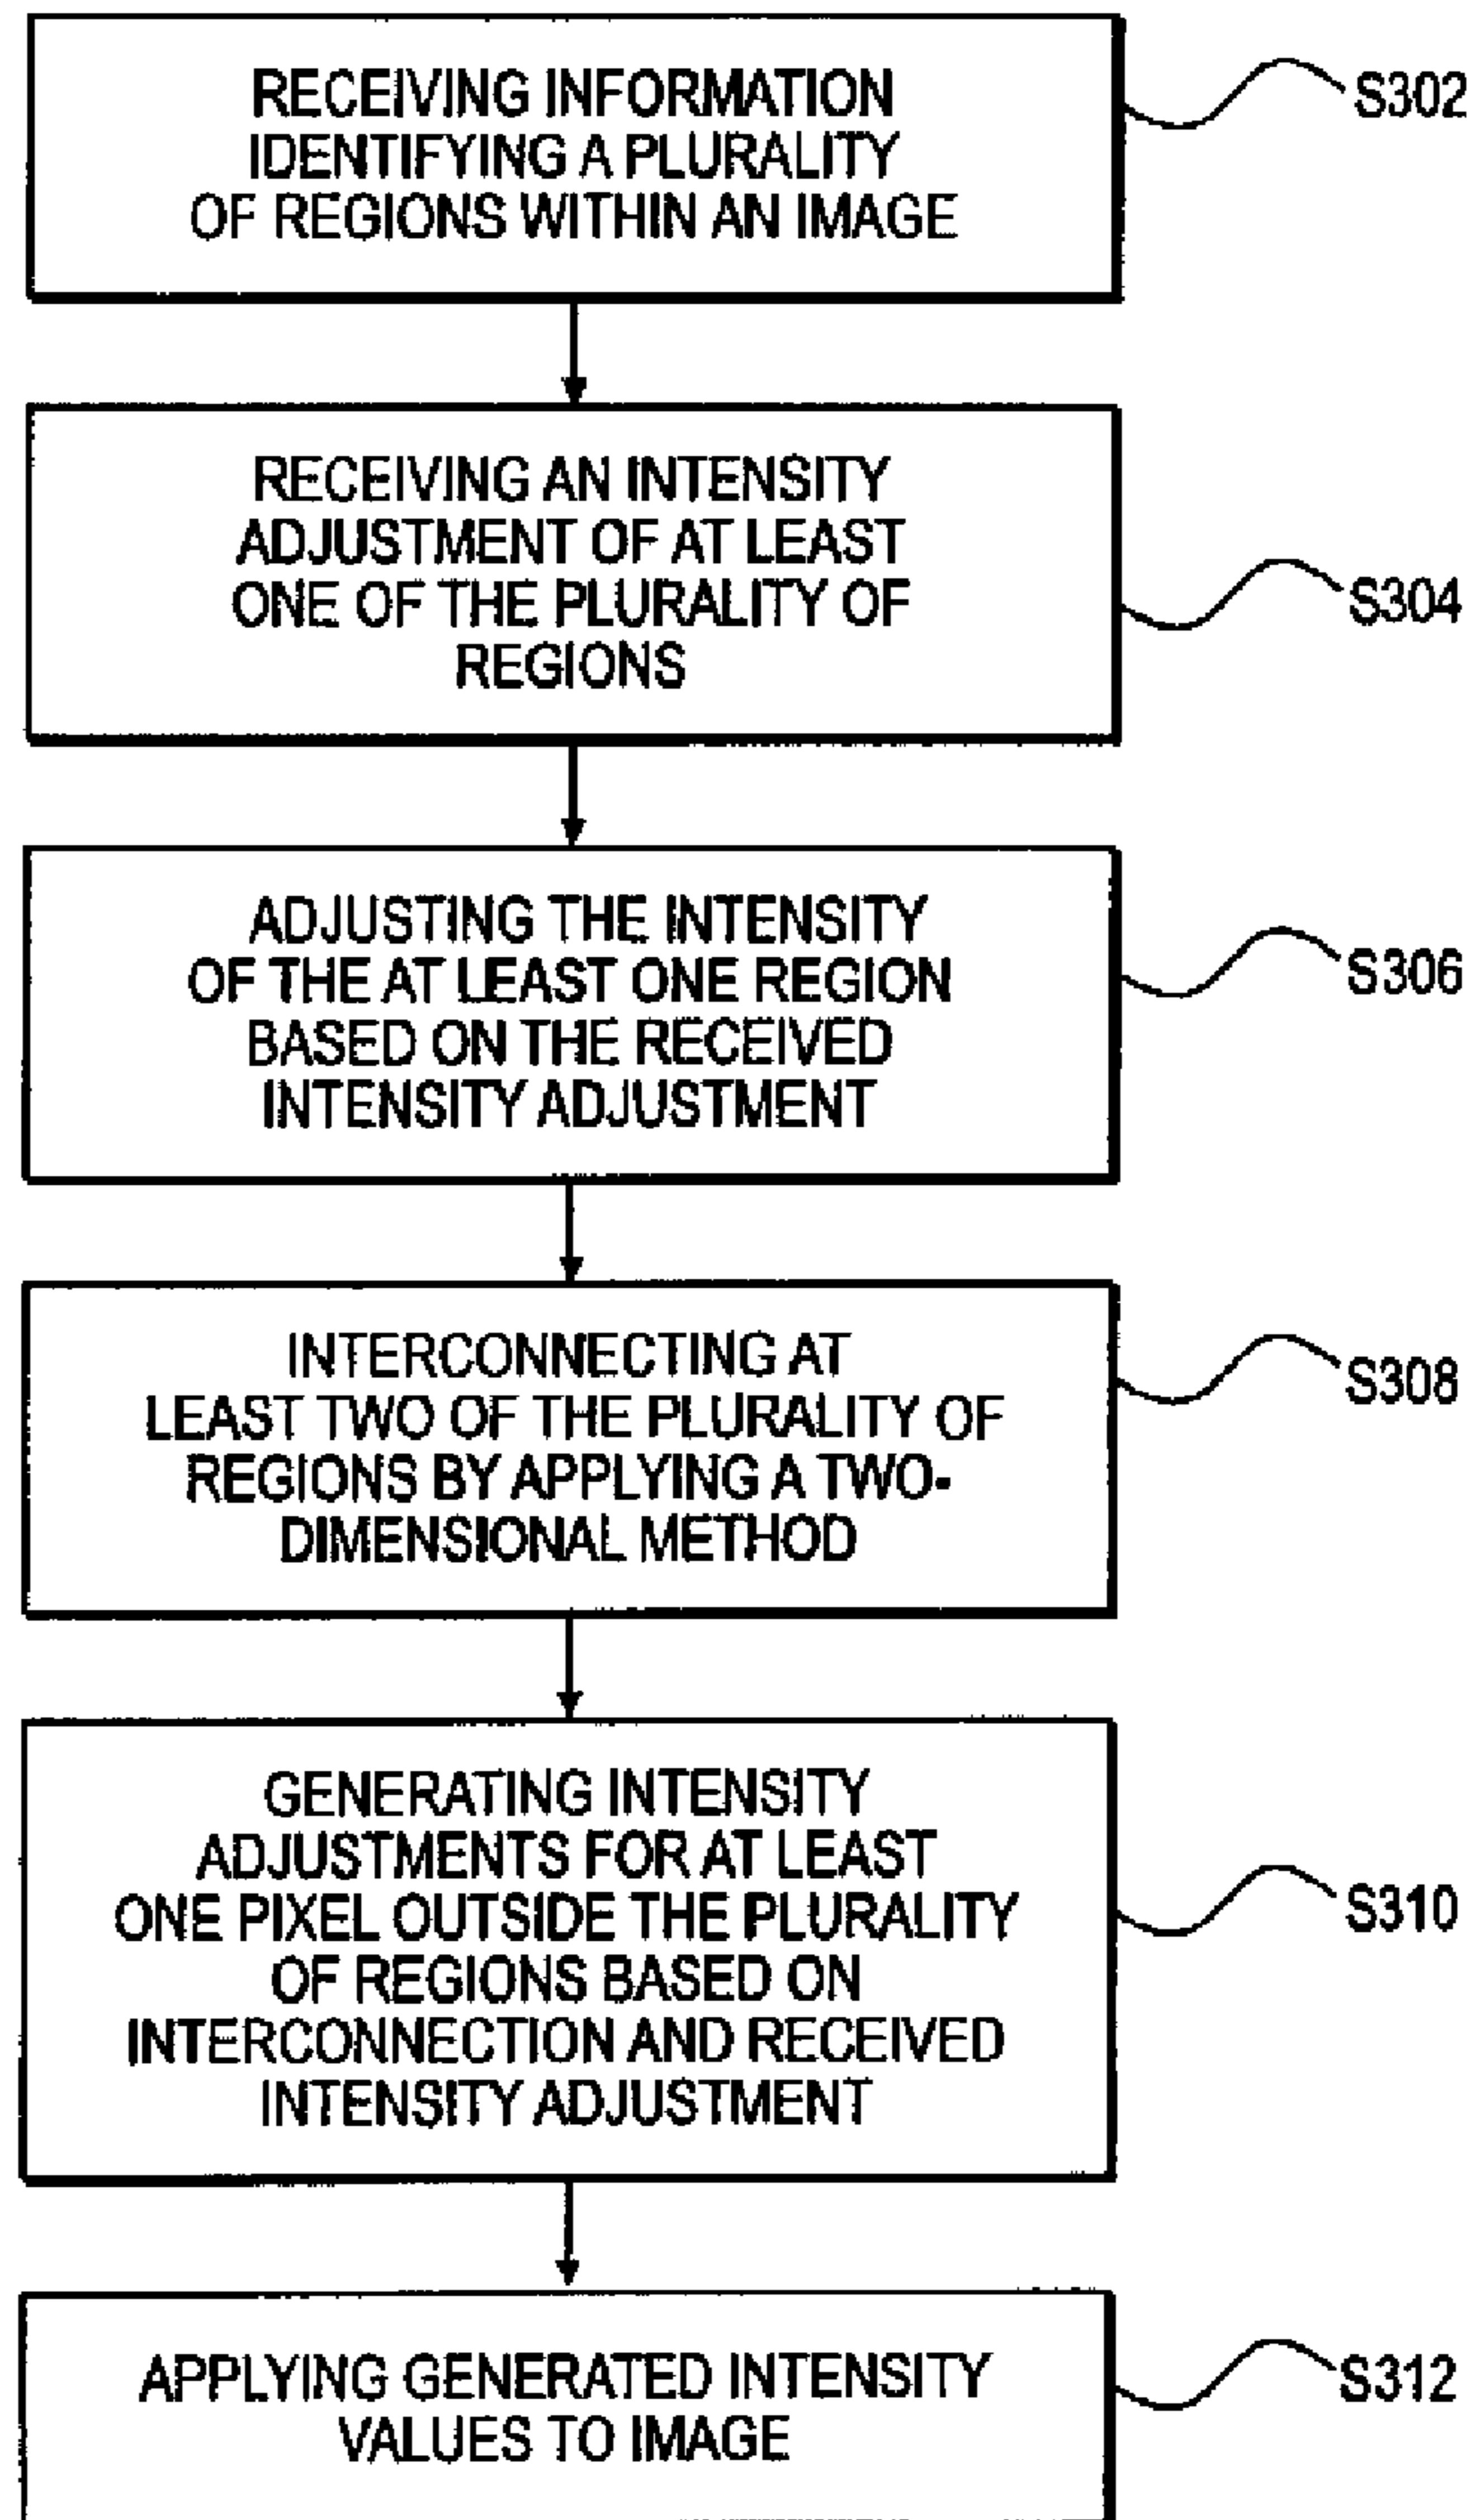 RECEIVING INFORMATION
IDENTIFYING A PLURALITY
OF REGIONS WITHIN AN IMAGE
S302
RECEIVING AN INTENSITY
ADJUSTMENT OF AT LEAST
ONE OF THE PLURALITY OF
REGIONS
S304
ADJUSTING THE INTENSITY
OF THE AT LEAST ONE REGION
BASED ON THE RECEIVED
INTENSITY ADJUSTMENT
S306
INTERCONNECTING AT
LEAST TWO OF THE PLURALITY OF
REGIONS BY APPLYING A TWO-
DIMENSIONAL METHOD
S308
GENERATING INTENSITY
ADJUSTMENTS FOR AT LEAST
ONE PIXEL OUTSIDE THE PLURALITY
OF REGIONS BASED ON
INTERCONNECTION AND RECEIVED
INTENSITY ADJUSTMENT
S310
APPLYING GENERATED INTENSITY
VALUES TO IMAGE
S312